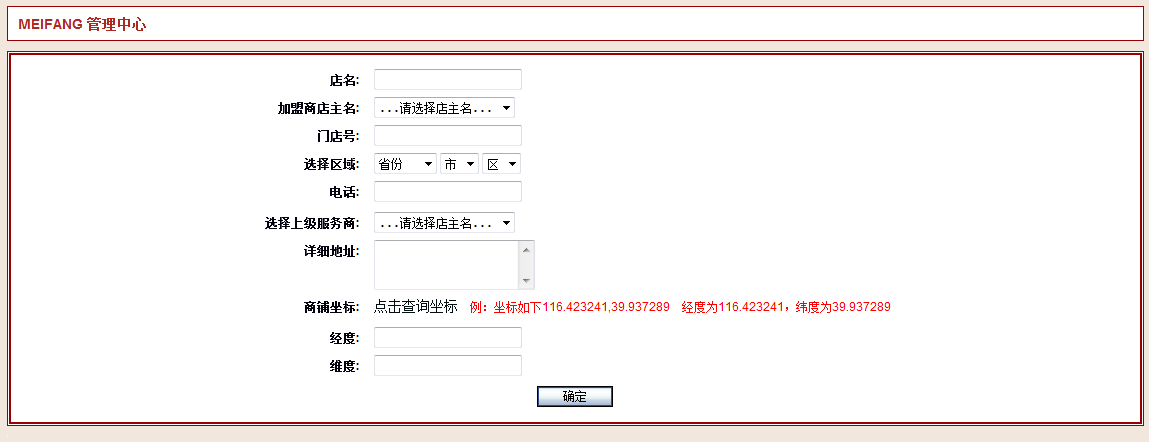 MEIFANG 管理中心
店名:
加盟商店主名: ...请选择店主名...
门店号:
选择区域: 省份 市 区
电话:
选择上级服务商: ...请选择店主名...
详细地址:
商铺坐标: 点击查询坐标 例：坐标如下116.423241,39.937289 经度为116.423241，纬度为39.937289
经度:
维度:
确定